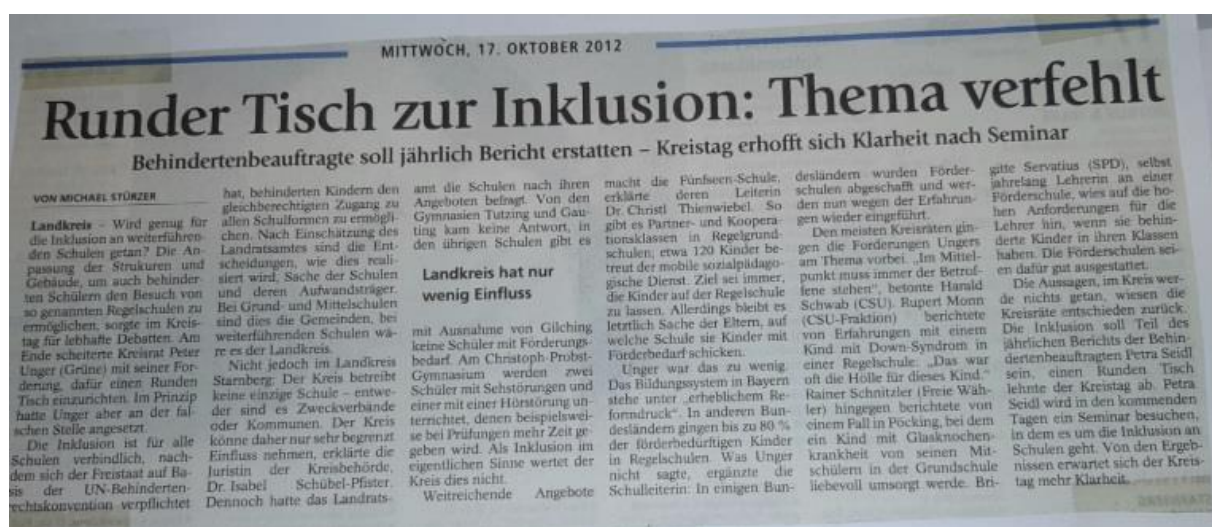 MITTWOCH, 17. OKTOBER 2012
Runder Tisch zur Inklusion: Thema verfehlt
Behindertenbeauftragte soll jährlich Bericht erstatten – Kreistag erhofft sich Klarheit nach Seminar
VON MICHAEL STÜRZER
Landkreis – Wird genug für
die Inklusion an weiterführen-
den Schulen getan? Die An-
passung der Strukuren und
Gebäude, um auch behinder-
ten Schülern den Besuch von
so genannten Regelschulen zu
ermöglichen, sorgte im Kreis-
tag für lebhafte Debatten. Am
Ende scheiterte Kreisrat Peter
Unger (Grüne) mit seiner For-
derung, dafür einen Runden
Tisch einzurichten. Im Prinzip
hatte Unger aber an der fal-
schen Stelle angesetzt.
Die Inklusion ist für alle
Schulen verbindlich, nach-
dem sich der Freistaat auf Ba-
sis der UN-Behinderten-
rechtskonvention verpflichtet
hat, behinderten Kindern den
gleichberechtigten Zugang zu
allen Schulformen zu ermögli-
chen. Nach Einschätzung des
Landratsamtes sind die Ent-
scheidungen, wie dies reali-
siert wird, Sache der Schulen
und deren Aufwandsträger.
Bei Grund- und Mittelschulen
sind dies die Gemeinden, bei
weiterführenden Schulen wä-
re es der Landkreis.
Nicht jedoch im Landkreis
Starnberg: Der Kreis betreibt
keine einzige Schule – entwe-
der sind es Zweckverbände
oder Kommunen. Der Kreis
könne daher nur sehr begrenzt
Einfluss nehmen, erklärte die
Juristin der Kreisbehörde,
Dr. Isabel Schübel-Pfister.
Dennoch hatte das Landrats-
amt die Schulen nach ihren
Angeboten befragt. Von den
Gymnasien Tutzing und Gau-
ting kam keine Antwort, in
den übrigen Schulen gibt es
Landkreis hat nur
wenig Einfluss
mit Ausnahme von Gilching
keine Schüler mit Förderungs-
bedarf. Am Christoph-Probst-
Gymnasium werden zwei
Schüler mit Sehstörungen und
einer mit einer Hörstörung un-
terrichtet, denen beispielswei-
se bei Prüfungen mehr Zeit ge-
geben wird. Als Inklusion im
eigentlichen Sinne wertet der
Kreis dies nicht.
Weitreichende Angebote
macht die Fünfseen-Schule,
erklärte deren Leiterin
Dr. Christl Thienwiebel. So
gibt es Partner- und Koopera-
tionsklassen in Regelgrund-
schulen, etwa 120 Kinder be-
treut der mobile sozialpädago-
gische Dienst. Ziel sei immer,
die Kinder auf der Regelschule
zu lassen. Allerdings bleibt es
letztlich Sache der Eltern, auf
welche Schule sie Kinder mit
Förderbedarf schicken.
Unger war das zu wenig.
Das Bildungssystem in Bayern
stehe unter „erheblichem Re-
formdruck“. In anderen Bun-
desländern gingen bis zu 80 %
der förderbedürftigen Kinder
in Regelschulen. Was Unger
nicht sagte, ergänzte die
Schulleiterin: In einigen Bun-
desländern wurden Förder-
schulen abgeschafft und wer-
den nun wegen der Erfahrun-
gen wieder eingeführt.
Den meisten Kreisräten gin-
gen die Forderungen Ungers
am Thema vorbei. „Im Mittel-
punkt muss immer der Betrof-
fene stehen“, betonte Harald
Schwab (CSU). Rupert Monn
(CSU-Fraktion) berichtete
von Erfahrungen mit einem
Kind mit Down-Syndrom in
einer Regelschule: „Das war
oft die Hölle für dieses Kind.“
Rainer Schnitzler (Freie Wäh-
ler) hingegen berichtete von
einem Fall in Pöcking, bei dem
ein Kind mit Glasknochen-
krankheit von seinen Mit-
schülern in der Grundschule
liebevoll umsorgt werde. Bri-
gitte Servatius (SPD), selbst
jahrelang Lehrerin an einer
Förderschule, wies auf die ho-
hen Anforderungen für die
Lehrer hin, wenn sie behin-
derte Kinder in ihren Klassen
haben. Die Förderschulen sei-
en dafür gut ausgestattet.
Die Aussagen, im Kreis wer-
de nichts getan, wiesen die
Kreisräte entschieden zurück.
Die Inklusion soll Teil des
jährlichen Berichts der Behin-
dertenbeauftragten Petra Seidl
sein, einen Runden Tisch
lehnte der Kreistag ab. Petra
Seidl wird in den kommenden
Tagen ein Seminar besuchen,
in dem es um die Inklusion an
Schulen geht. Von den Ergeb-
nissen erwartet sich der Kreis-
tag mehr Klarheit.